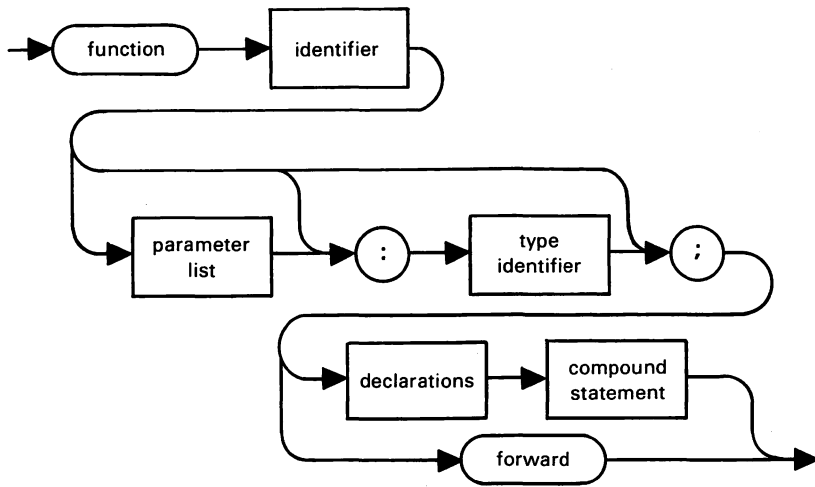 function
identifier
parameter
list
:
type
identifier
;
declarations
compound
statement
forward